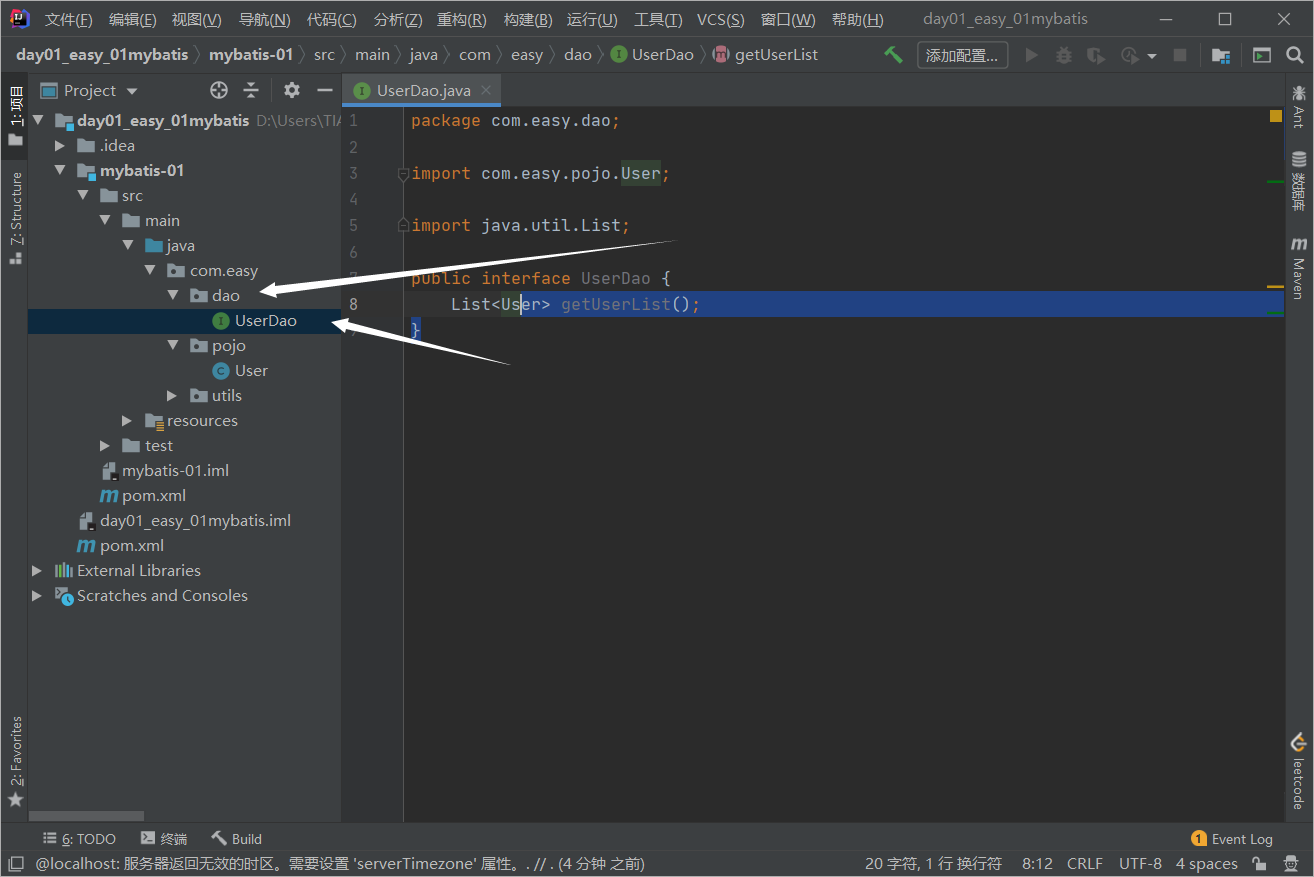 文件(F) 编辑(E) 视图(V) 导航(N) 代码(C) 分析(Z) 重构(R) 构建(B) 运行(U) 工具(T) VCS(S) 窗口(W) 帮助(H) day01_easy_01mybatis
day01_easy_01mybatis mybatis-01 src main java com easy dao UserDao getUserList 添加配置...
1: 项目
Project
UserDao.java
day01_easy_01mybatis D:\Users\TIA
.idea
mybatis-01
src
main
java
com.easy
dao
UserDao
pojo
User
utils
resources
test
mybatis-01.iml
pom.xml
day01_easy_01mybatis.iml
pom.xml
External Libraries
Scratches and Consoles
7: Structure
2: Favorites
1 package com.easy.dao;
2
3 import com.easy.pojo.User;
4
5 import java.util.List;
6
7 public interface UserDao {
8 List<User> getUserList();
}
Ant
数据库
Maven
leetcode
6: TODO 终端 Build 1 Event Log
@localhost: 服务器返回无效的时区。需要设置 'serverTimezone' 属性。. // . (4 分钟 之前) 20 字符, 1 行 换行符 8:12 CRLF UTF-8 4 spaces